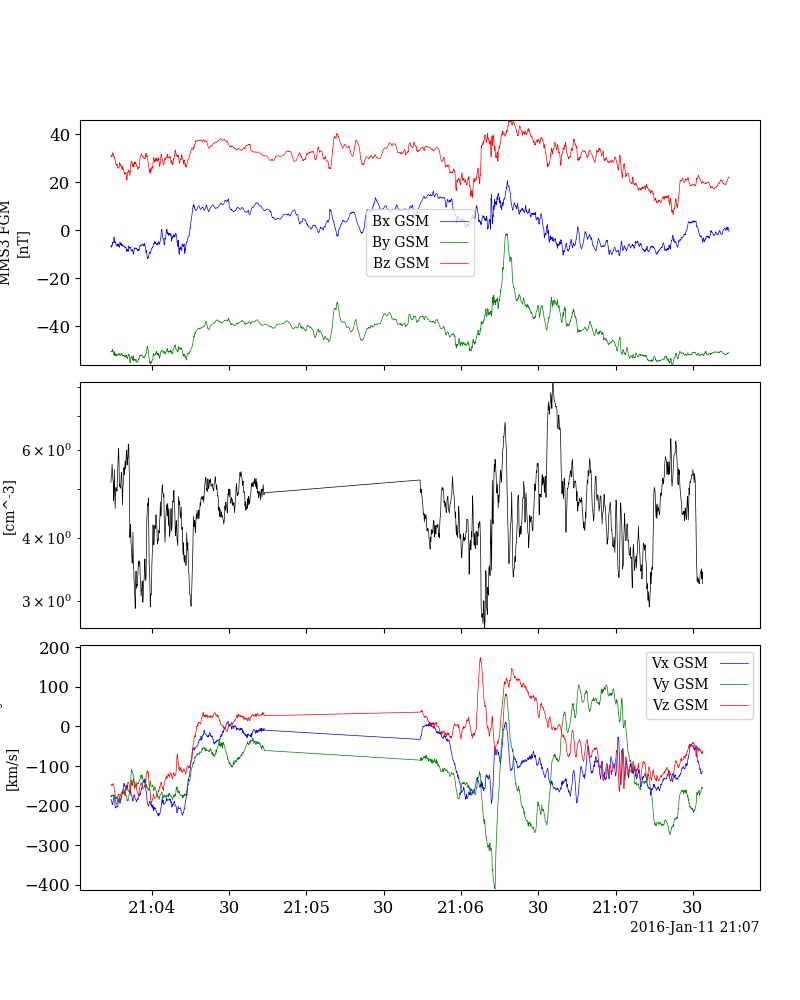 40
20
0
−20
−40
MMS3 FGM
[nT]
Bx GSM
By GSM
Bz GSM
6 × 10⁰
4 × 10⁰
3 × 10⁰
[cm^-3]
200
100
0
−100
−200
−300
−400
[km/s]
Vx GSM
Vy GSM
Vz GSM
21:04
30
21:05
30
21:06
30
21:07
30
2016-Jan-11 21:07